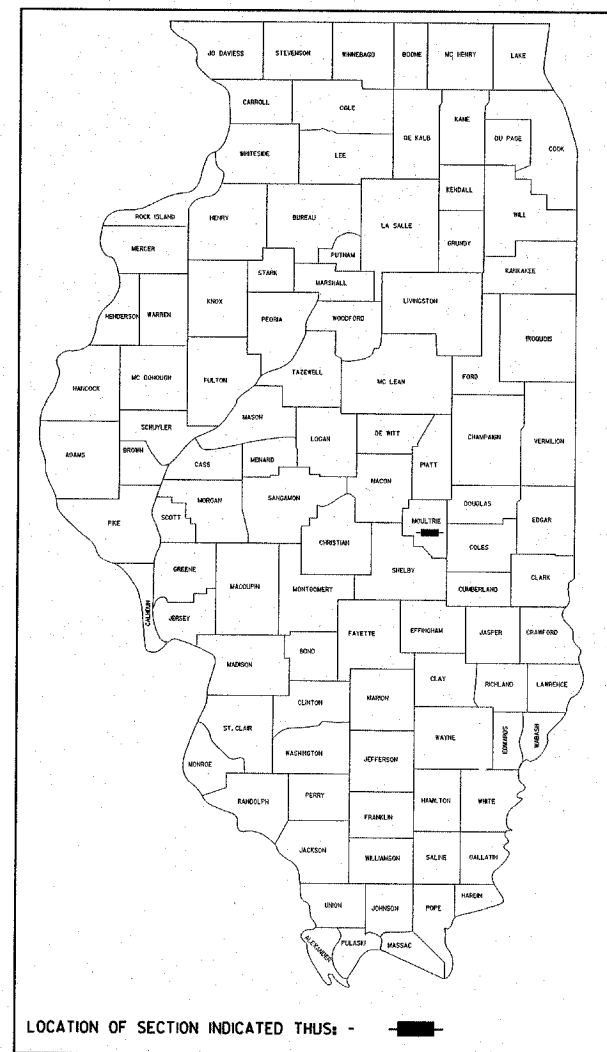 JO DAVIESS STEVENSON WINNEBAGO BOONE MC HENRY LAKE
CARROLL OGLE DE KALB KANE DU PAGE COOK
WHITESIDE LEE
KENDALL WILL
ROCK ISLAND HENRY BUREAU LA SALLE GRUNDY
MERCER PUTNAM
STARK MARSHALL KANKAKEE
HENDERSON WARREN KNOX PEORIA WOODFORD LIVINGSTON IROQUOIS
HANCOCK MC DONOUGH FULTON TAZEWELL MC LEAN FORD
MASON
SCHUYLER LOGAN DE WITT CHAMPAIGN VERMILION
ADAMS BROWN CASS MENARD PIATT
MACON
PIKE SCOTT MORGAN SANGAMON DOUGLAS EDGAR
CHRISTIAN MOULTRIE
COLES
GREENE MACOUPIN MONTGOMERY SHELBY CUMBERLAND CLARK
CALHOUN JERSEY
FAYETTE EFFINGHAM JASPER CRAWFORD
MADISON BOND
CLAY RICHLAND LAWRENCE
CLINTON MARION
ST. CLAIR WAYNE EDWARDS WABASH
WASHINGTON JEFFERSON
MONROE
RANDOLPH PERRY HAMILTON WHITE
FRANKLIN
JACKSON WILLIAMSON SALINE GALLATIN
UNION JOHNSON POPE HARDIN
ALEXANDER PULASKI MASSAC
LOCATION OF SECTION INDICATED THUS: -